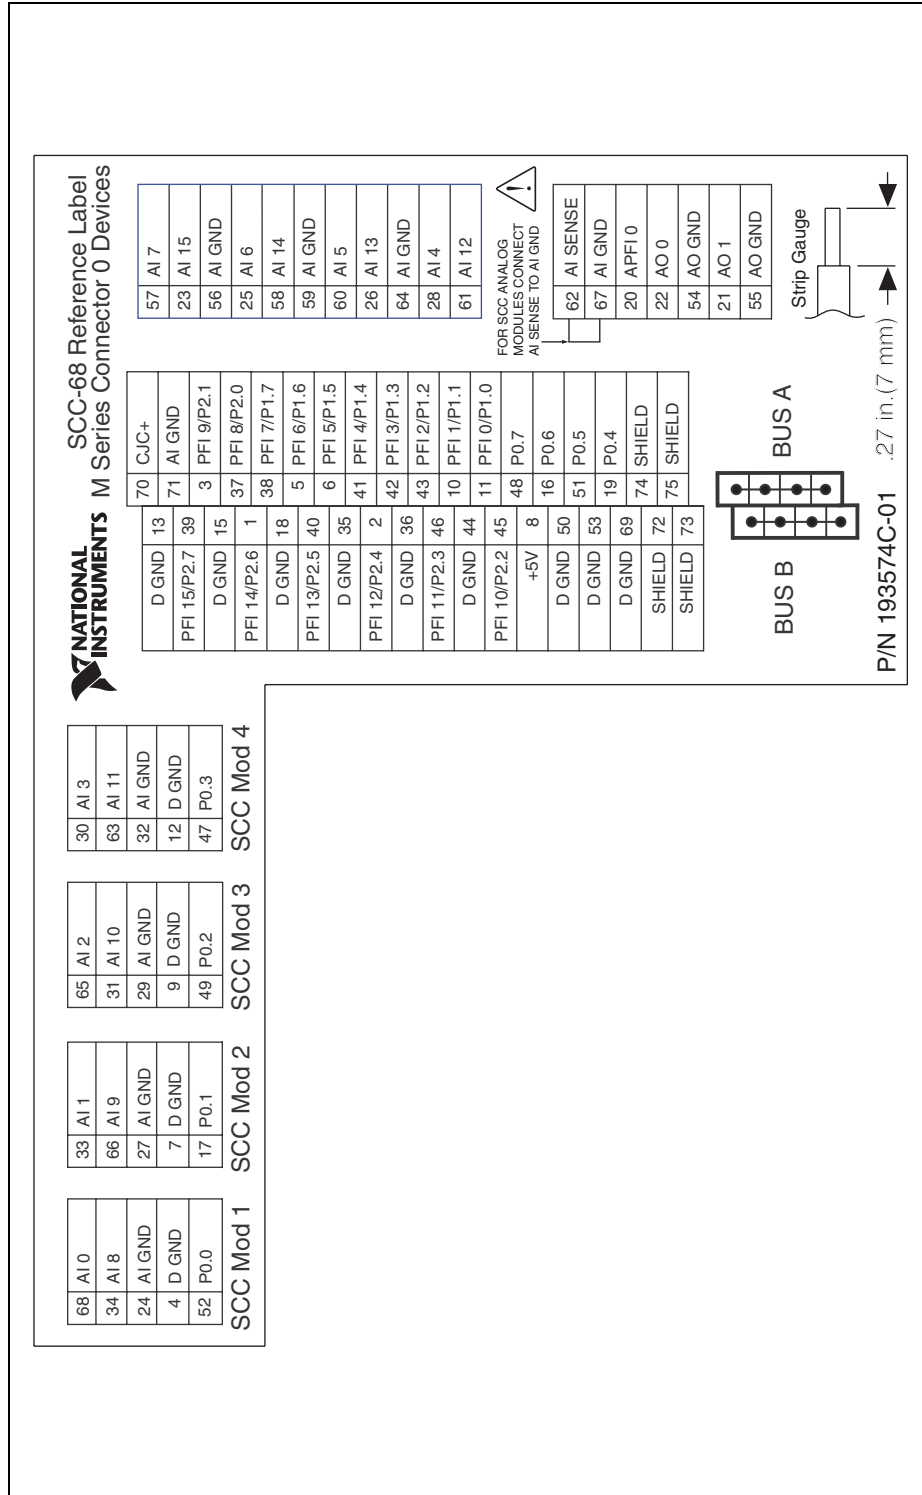 SCC-68 Reference Label
NATIONAL INSTRUMENTS
M Series Connector 0 Devices
68 AI 0
34 AI 8
24 AI GND
4 D GND
52 P0.0
SCC Mod 1
33 AI 1
66 AI 9
27 AI GND
7 D GND
17 P0.1
SCC Mod 2
65 AI 2
31 AI 10
29 AI GND
9 D GND
49 P0.2
SCC Mod 3
30 AI 3
63 AI 11
32 AI GND
12 D GND
47 P0.3
SCC Mod 4
D GND 13
PFI 15/P2.7 39
D GND 15
PFI 14/P2.6 1
D GND 18
PFI 13/P2.5 40
D GND 35
PFI 12/P2.4 2
D GND 36
PFI 11/P2.3 46
D GND 44
PFI 10/P2.2 45
+5V 8
D GND 50
D GND 53
D GND 69
SHIELD 72
SHIELD 73
70 CJC+
71 AI GND
3 PFI 9/P2.1
37 PFI 8/P2.0
38 PFI 7/P1.7
5 PFI 6/P1.6
6 PFI 5/P1.5
41 PFI 4/P1.4
42 PFI 3/P1.3
43 PFI 2/P1.2
10 PFI 1/P1.1
11 PFI 0/P1.0
48 P0.7
16 P0.6
51 P0.5
19 P0.4
74 SHIELD
75 SHIELD
57 AI 7
23 AI 15
56 AI GND
25 AI 6
58 AI 14
59 AI GND
60 AI 5
26 AI 13
64 AI GND
28 AI 4
61 AI 12
FOR SCC ANALOG
MODULES CONNECT
AI SENSE TO AI GND
62 AI SENSE
67 AI GND
20 APFI 0
22 AO 0
54 AO GND
21 AO 1
55 AO GND
BUS B
BUS A
Strip Gauge
P/N 193574C-01
.27 in.(7 mm)